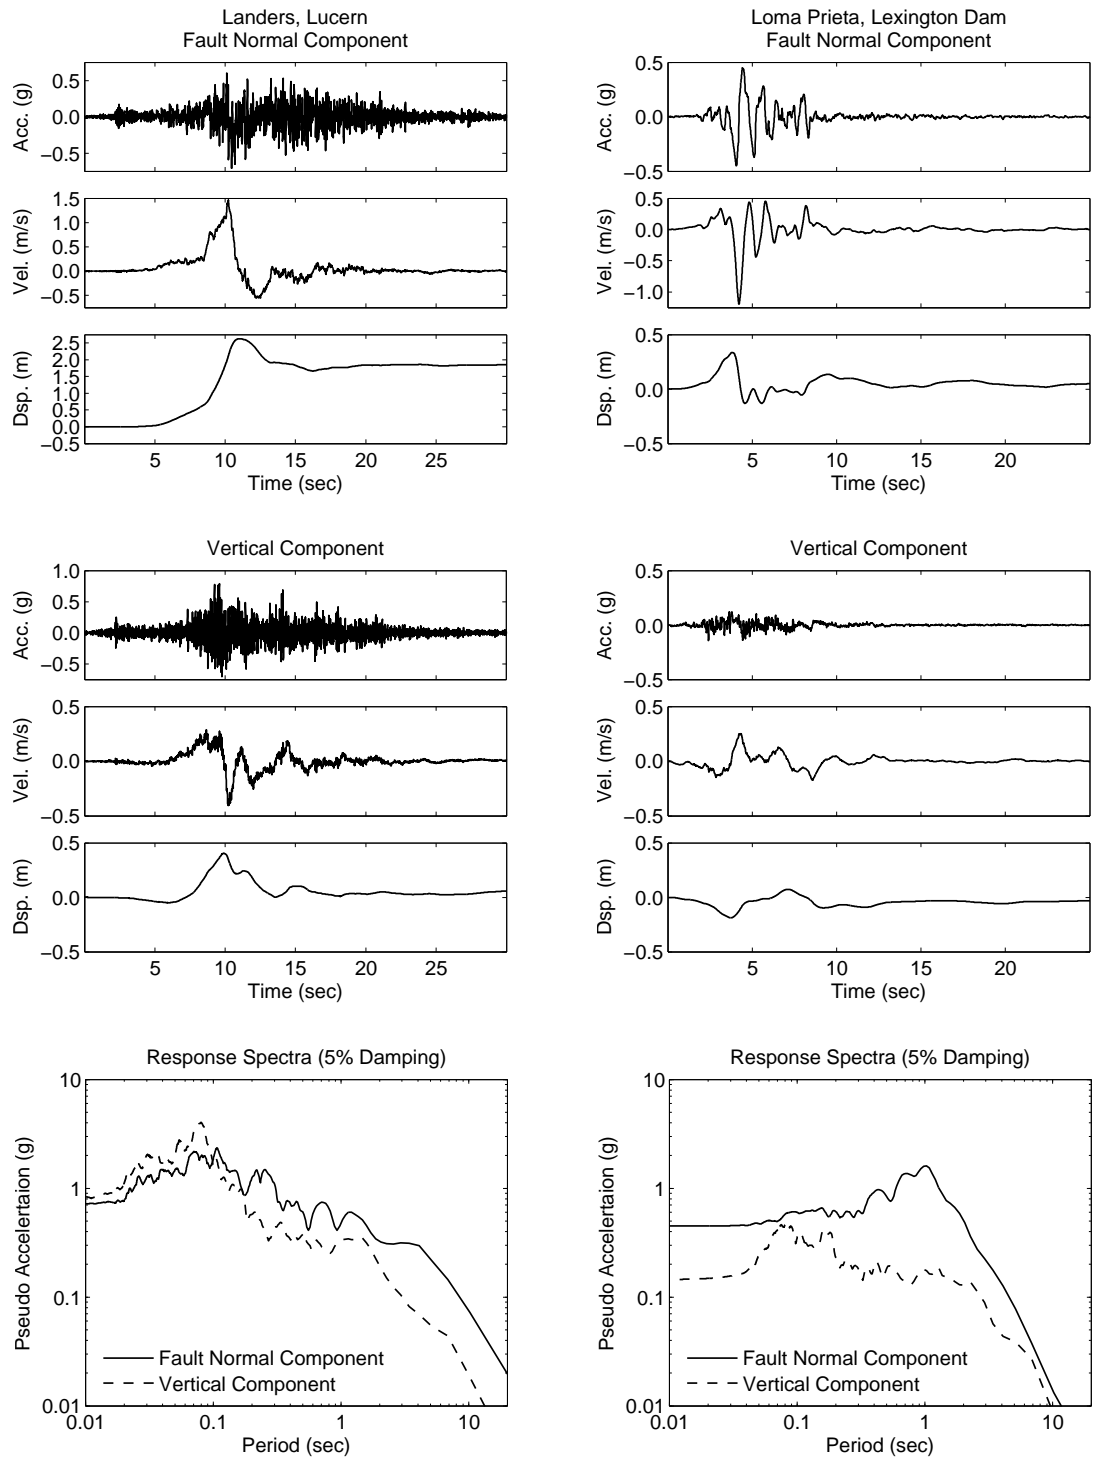 Landers, Lucern
Fault Normal Component
0.5
0.0
−0.5
Acc. (g)
1.5
1.0
0.5
0.0
−0.5
Vel. (m/s)
2.5
2.0
1.5
1.0
0.5
0.0
−0.5
Dsp. (m)
5 10 15 20 25
Time (sec)
Loma Prieta, Lexington Dam
Fault Normal Component
0.5
0.0
−0.5
Acc. (g)
0.5
0.0
−0.5
−1.0
Vel. (m/s)
0.5
0.0
−0.5
Dsp. (m)
5 10 15 20
Time (sec)
Vertical Component
1.0
0.5
0.0
−0.5
Acc. (g)
0.5
0.0
−0.5
Vel. (m/s)
0.5
0.0
−0.5
Dsp. (m)
5 10 15 20 25
Time (sec)
Vertical Component
0.5
0.0
−0.5
Acc. (g)
0.5
0.0
−0.5
Vel. (m/s)
0.5
0.0
−0.5
Dsp. (m)
5 10 15 20
Time (sec)
Response Spectra (5% Damping)
10
1
0.1
0.01
Pseudo Accelertaion (g)
Fault Normal Component
Vertical Component
0.01 0.1 1 10
Period (sec)
Response Spectra (5% Damping)
10
1
0.1
0.01
Pseudo Accelertaion (g)
Fault Normal Component
Vertical Component
0.01 0.1 1 10
Period (sec)